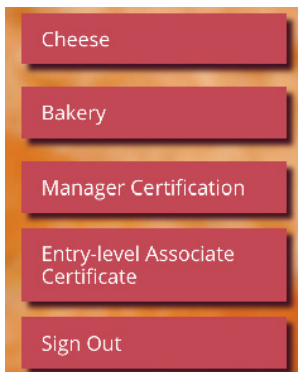 Cheese
Bakery
Manager Certification
Entry-level Associate
Certificate
Sign Out